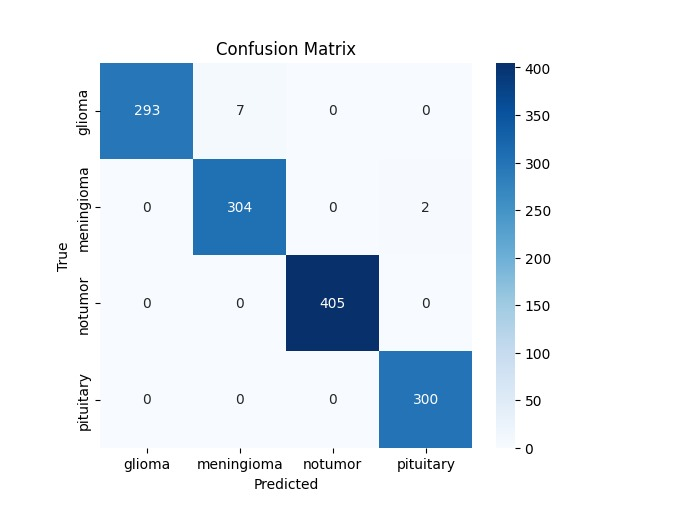 Confusion Matrix
glioma 293 7 0 0
meningioma 0 304 0 2
notumor 0 0 405 0
pituitary 0 0 0 300
True
glioma meningioma notumor pituitary
Predicted
400
350
300
250
200
150
100
50
0